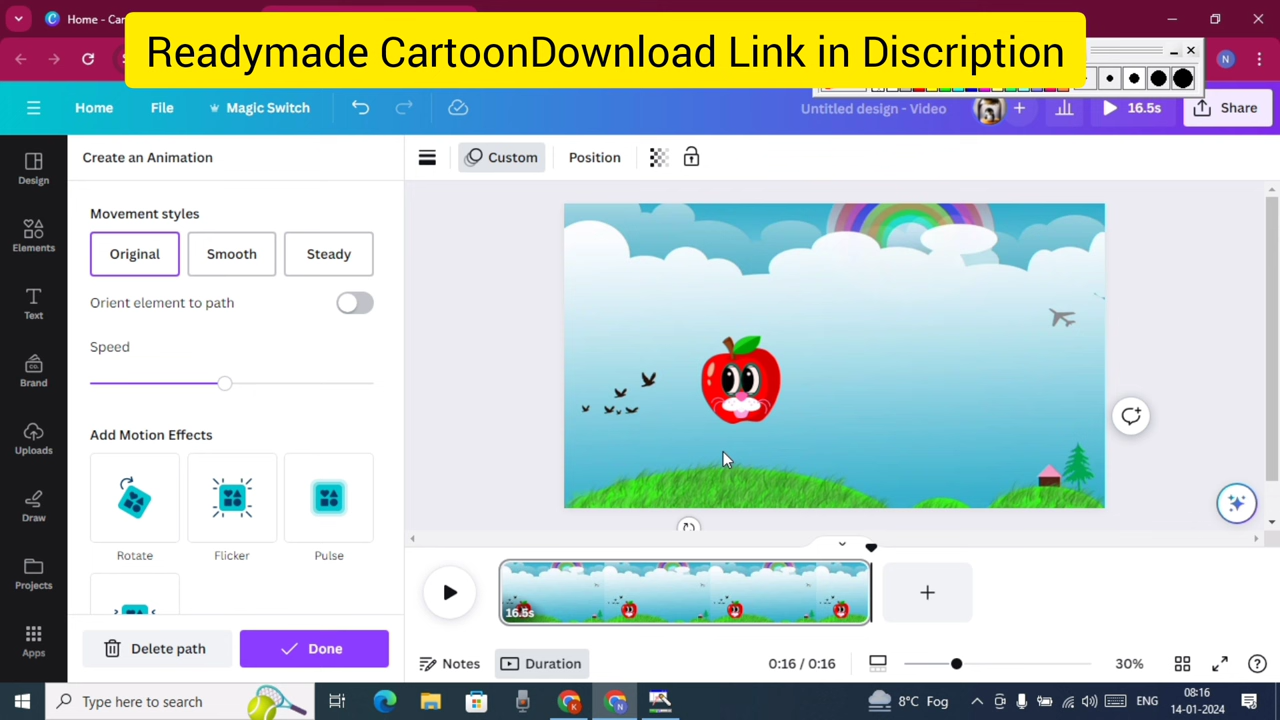 Home - Can
Readymade CartoonDownload Link in Discription
N
Home
File
Magic Switch
Untitled design - Video
16.5s
Share
Create an Animation
Custom
Position
Design
Elements
Text
Brand
Uploads
Draw
Projects
Apps
Movement styles
Original
Smooth
Steady
Orient element to path
Speed
Add Motion Effects
Rotate
Flicker
Pulse
Delete path
Done
16.5s
Notes
Duration
0:16 / 0:16
30%
Type here to search
8°C Fog
ENG
08:16
14-01-2024